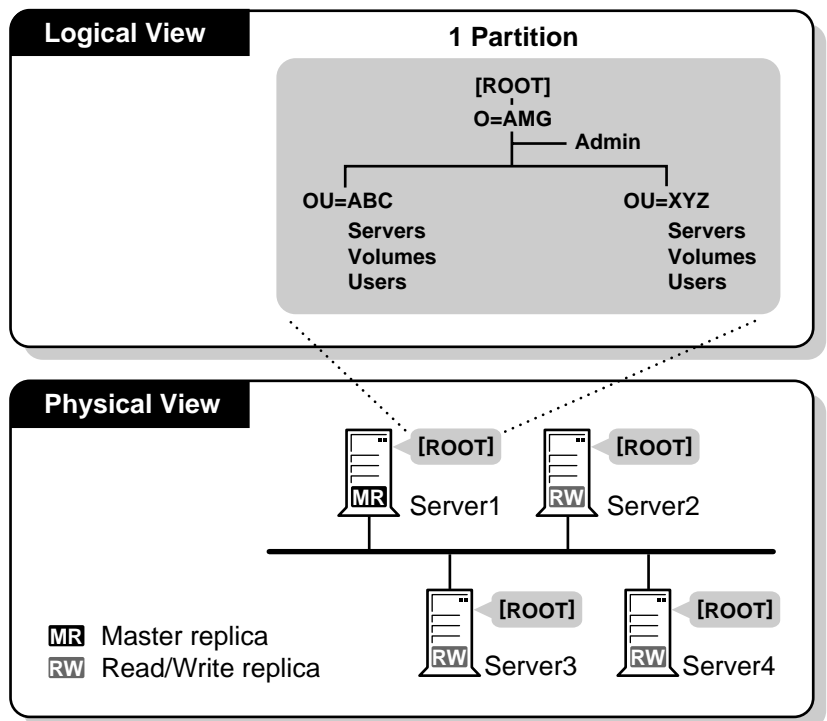 Logical View
1 Partition
[ROOT]
O=AMG
Admin
OU=ABC
OU=XYZ
Servers
Volumes
Users
Servers
Volumes
Users
Physical View
[ROOT]
MR
Server1
[ROOT]
RW
Server2
[ROOT]
RW
Server3
[ROOT]
RW
Server4
MR Master replica
RW Read/Write replica